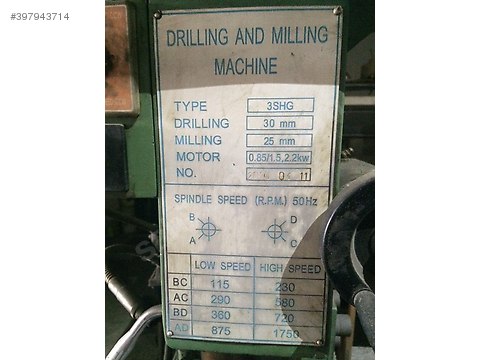 #397943714
DRILLING AND MILLING
MACHINE
TYPE 3SHG
DRILLING 30 mm
MILLING 25 mm
MOTOR 0.85/1.5,2.2kw
NO. 0 11
SPINDLE SPEED (R.P.M.) 50Hz
B D
A C
LOW SPEED HIGH SPEED
BC 115 230
AC 290 580
BD 360 720
AD 875 1750